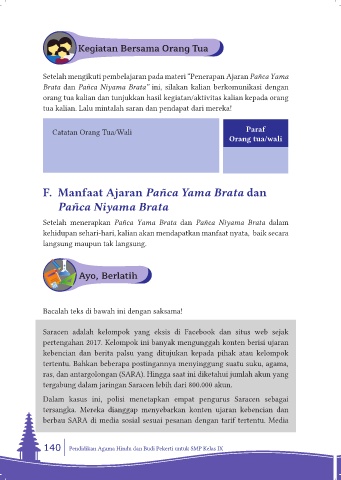 Kegiatan Bersama Orang Tua
Setelah mengikuti pembelajaran pada materi "Penerapan Ajaran Pañca Yama
Brata dan Pañca Niyama Brata" ini, silakan kalian berkomunikasi dengan
orang tua kalian dan tunjukkan hasil kegiatan/aktivitas kalian kepada orang
tua kalian. Lalu mintalah saran dan pendapat dari mereka!
Catatan Orang Tua/Wali
Paraf
Orang tua/wali
F. Manfaat Ajaran Pañca Yama Brata dan
Pañca Niyama Brata
Setelah menerapkan Pañca Yama Brata dan Pañca Niyama Brata dalam
kehidupan sehari-hari, kalian akan mendapatkan manfaat nyata, baik secara
langsung maupun tak langsung.
Ayo, Berlatih
Bacalah teks di bawah ini dengan saksama!
Saracen adalah kelompok yang eksis di Facebook dan situs web sejak
pertengahan 2017. Kelompok ini banyak mengunggah konten berisi ujaran
kebencian dan berita palsu yang ditujukan kepada pihak atau kelompok
tertentu. Bahkan beberapa postingannya menyinggung suatu suku, agama,
ras, dan antargolongan (SARA). Hingga saat ini diketahui jumlah akun yang
tergabung dalam jaringan Saracen lebih dari 800.000 akun.
Dalam kasus ini, polisi menetapkan empat pengurus Saracen sebagai
tersangka. Mereka dianggap menyebarkan konten ujaran kebencian dan
berbau SARA di media sosial sesuai pesanan dengan tarif tertentu. Media
140
Pendidikan Agama Hindu dan Budi Pekerti untuk SMP Kelas IX